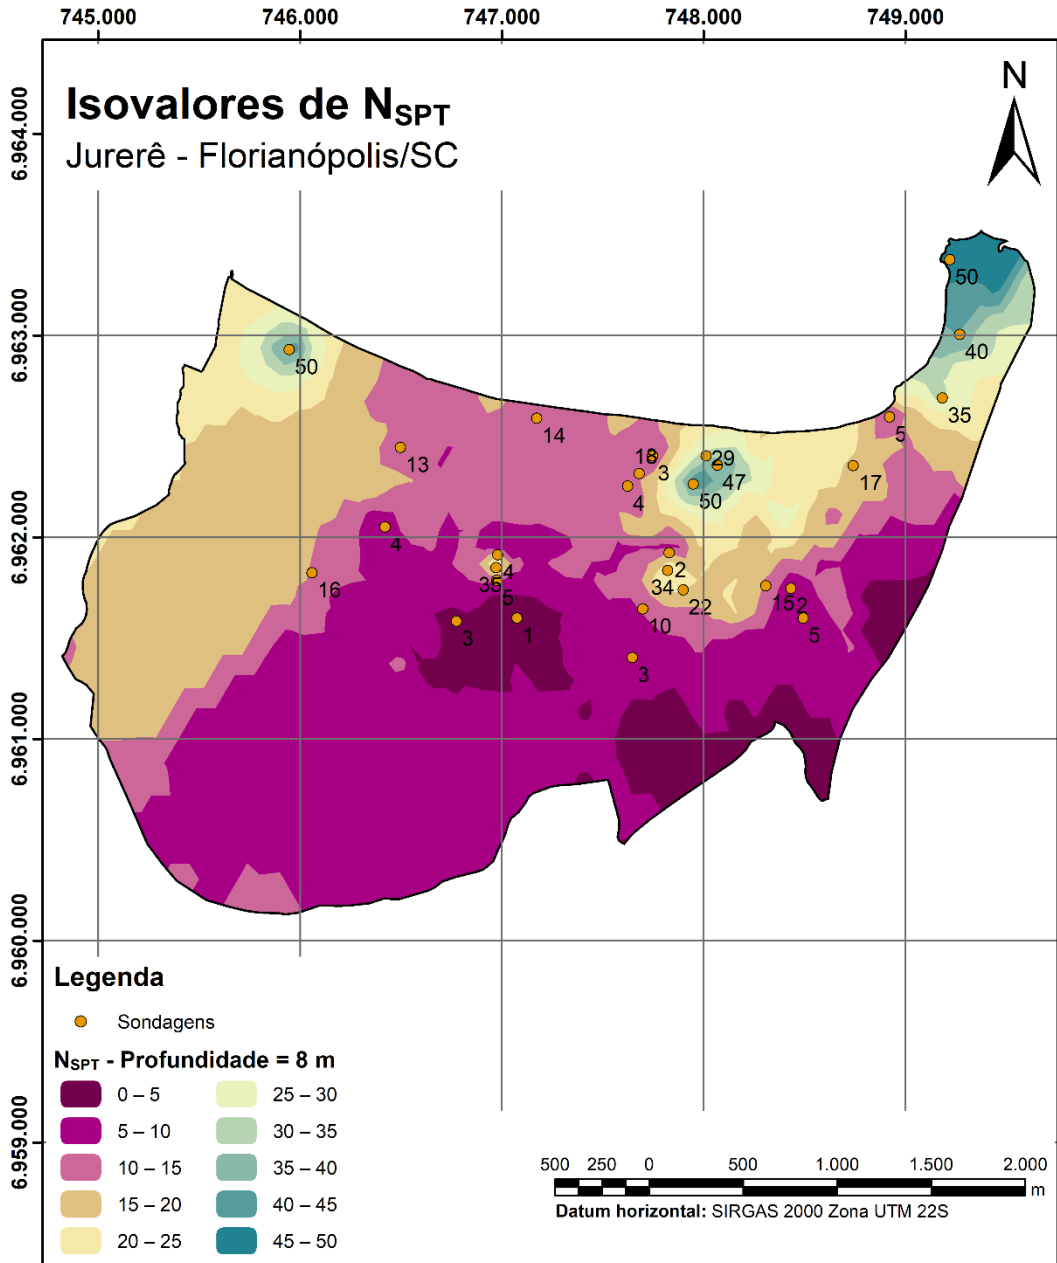 745.000 746.000 747.000 748.000 749.000
Isovalores de NSPT
Jurerê - Florianópolis/SC
N
6.964.000
6.963.000
6.962.000
6.961.000
6.960.000
6.959.000
50
40
50
35
14
5
13
18
3
29
47
4
50
17
4
4
2
16
35
5
34
22
15
2
10
5
3
1
3
Legenda
Sondagens
NSPT - Profundidade = 8 m
0 – 5
5 – 10
10 – 15
15 – 20
20 – 25
25 – 30
30 – 35
35 – 40
40 – 45
45 – 50
500 250 0 500 1.000 1.500 2.000
m
Datum horizontal: SIRGAS 2000 Zona UTM 22S